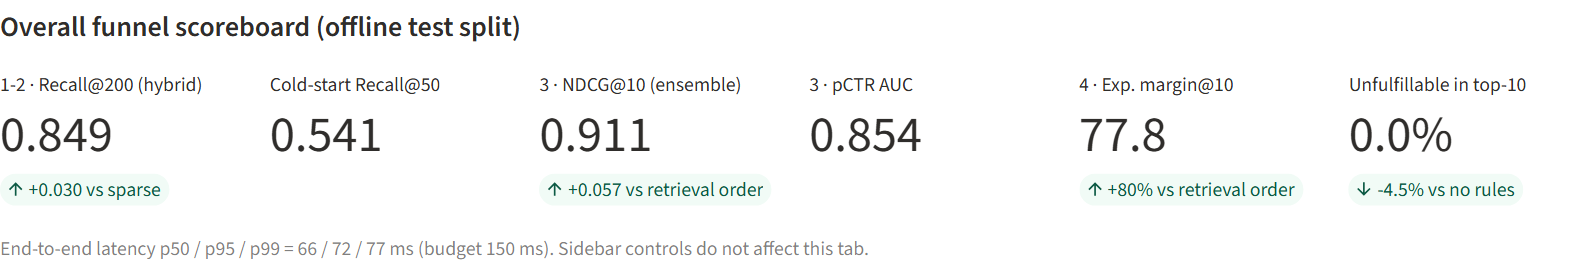 Overall funnel scoreboard (offline test split)
1-2 · Recall@200 (hybrid)
0.849
↑ +0.030 vs sparse
Cold-start Recall@50
0.541
3 · NDCG@10 (ensemble)
0.911
↑ +0.057 vs retrieval order
3 · pCTR AUC
0.854
4 · Exp. margin@10
77.8
↑ +80% vs retrieval order
Unfulfillable in top-10
0.0%
↓ -4.5% vs no rules
End-to-end latency p50 / p95 / p99 = 66 / 72 / 77 ms (budget 150 ms). Sidebar controls do not affect this tab.